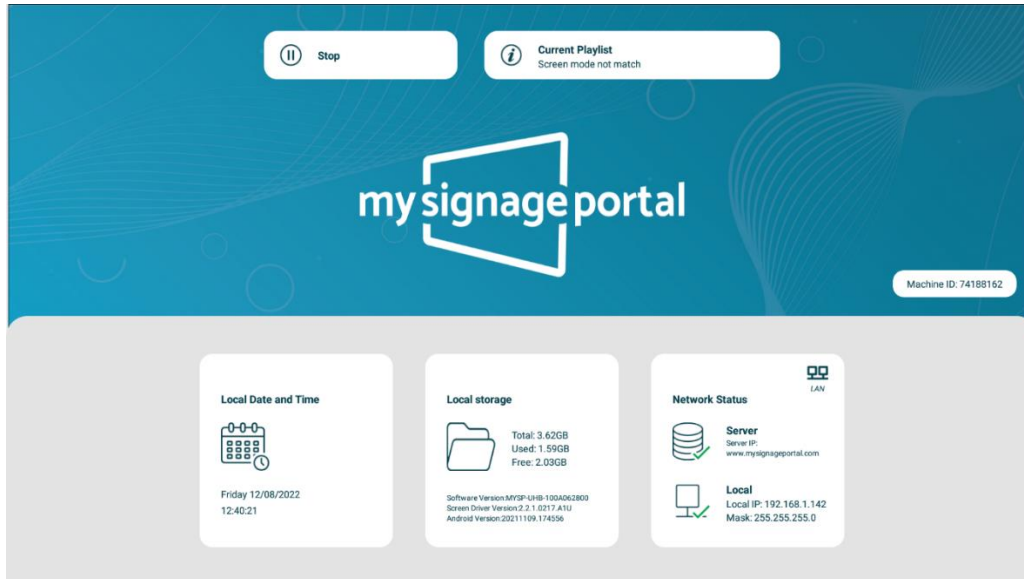 Stop
Current Playlist
Screen mode not match
my signage portal
Machine ID: 74188162
Local Date and Time
Friday 12/08/2022
12:40:21
Local storage
Total: 3.62GB
Used: 1.59GB
Free: 2.03GB
Software Version:MYSP-UHB-100A062800
Screen Driver Version:2.2.1.0217.A1U
Android Version:20211109.174556
LAN
Network Status
Server
Server IP:
www.mysignageportal.com
Local
Local IP: 192.168.1.142
Mask: 255.255.255.0